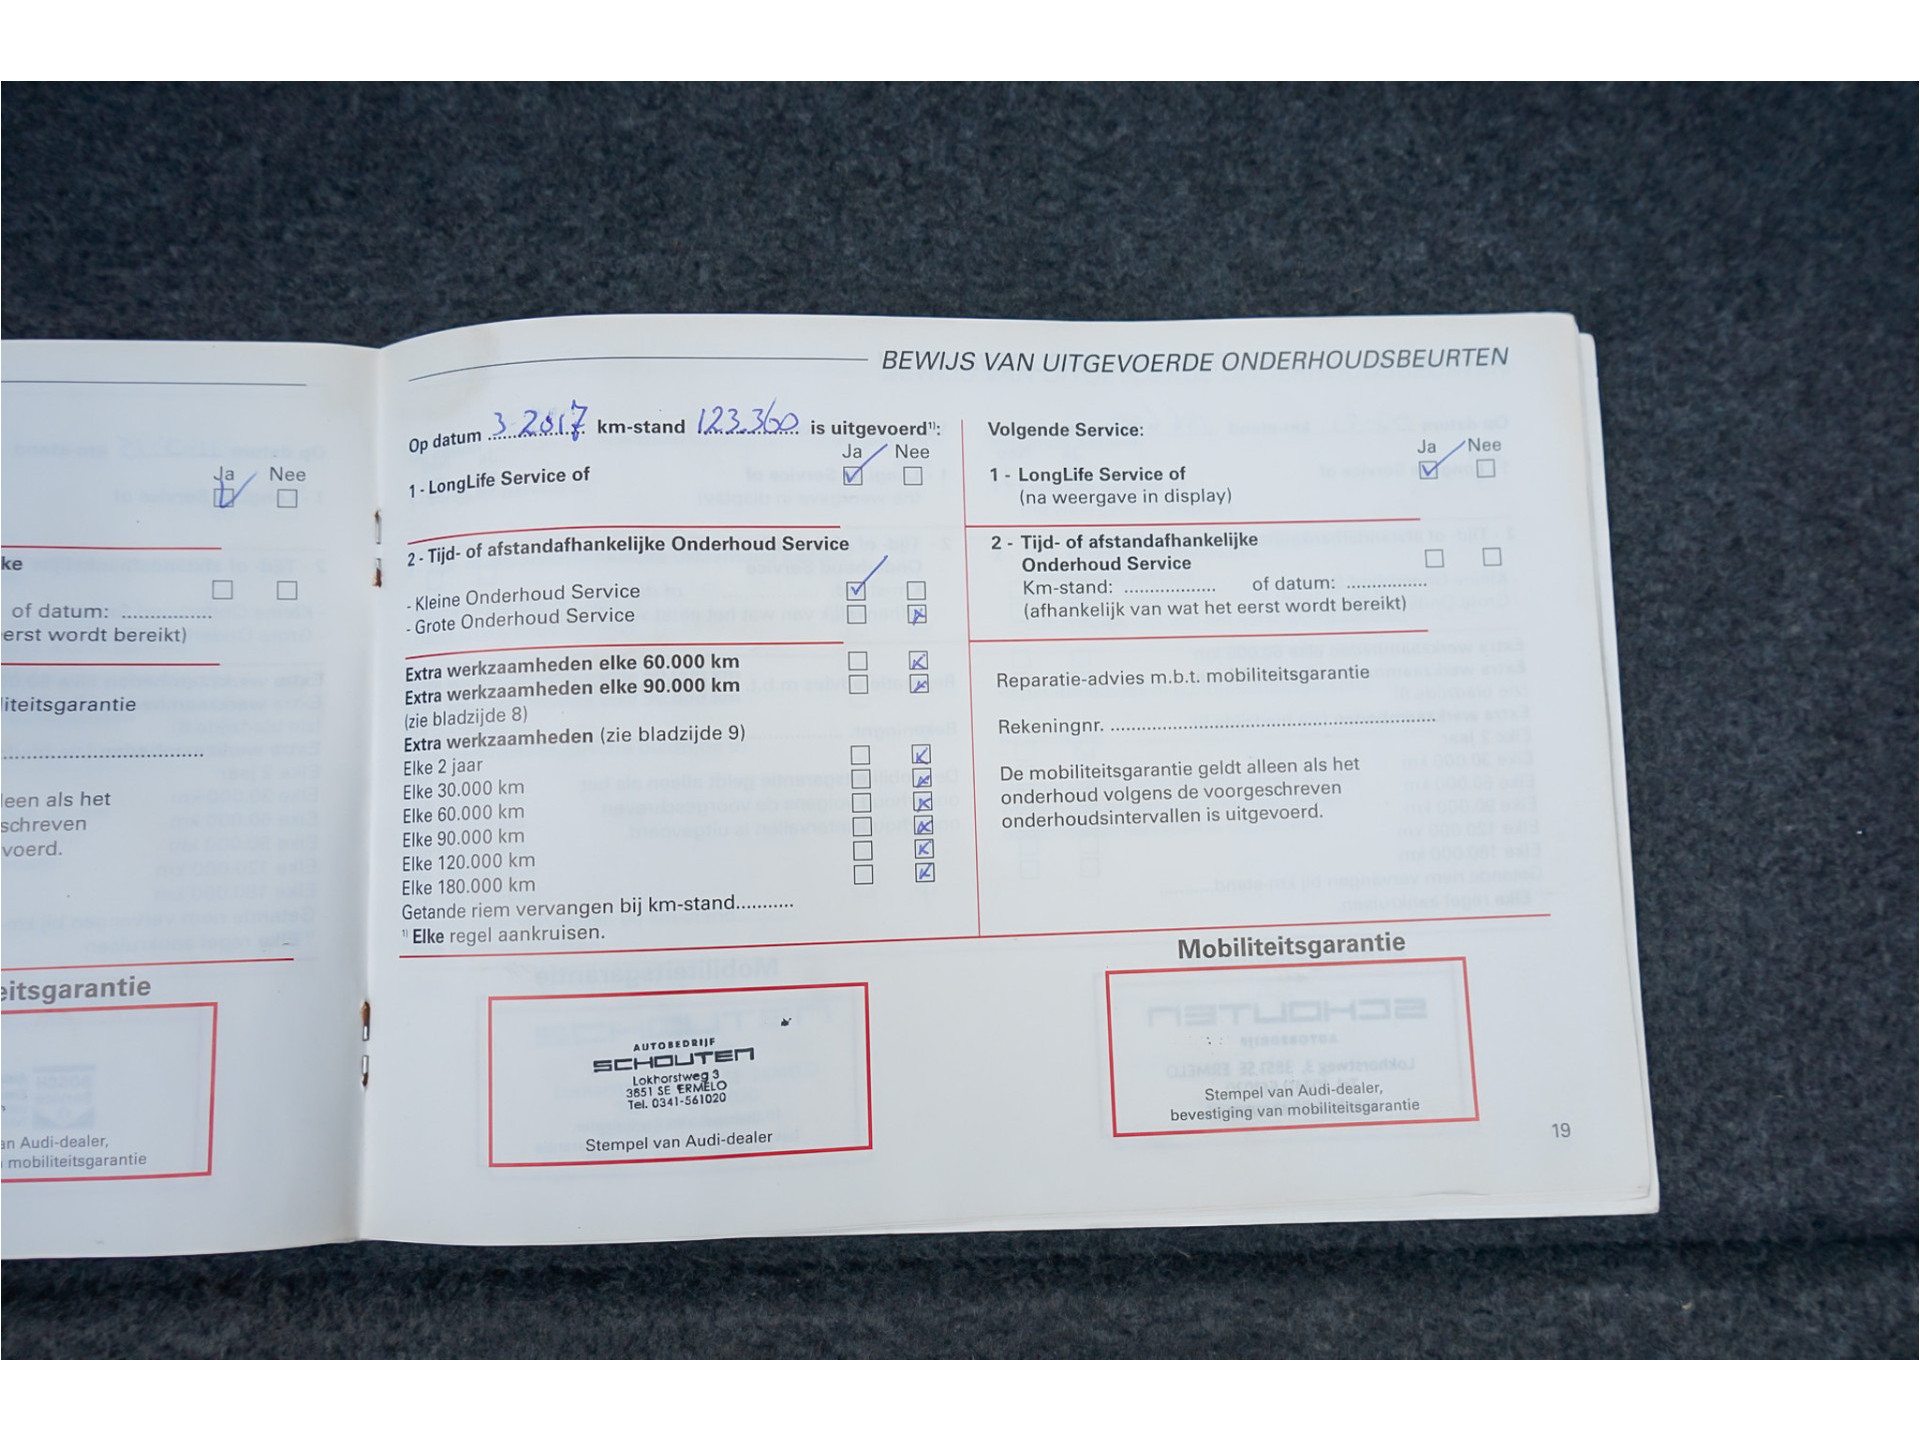 Ja Nee
ke
of datum: ...............
erst wordt bereikt)
liteitsgarantie
leen als het
schreven
voerd.
eitsgarantie
an Audi-dealer,
mobiliteitsgarantie
BEWIJS VAN UITGEVOERDE ONDERHOUDSBEURTEN
Op datum 3 2017 km-stand 123.360 is uitgevoerd¹⁾:
Ja Nee
1 - LongLife Service of
2 - Tijd- of afstandafhankelijke Onderhoud Service
- Kleine Onderhoud Service
- Grote Onderhoud Service
Extra werkzaamheden elke 60.000 km
Extra werkzaamheden elke 90.000 km
(zie bladzijde 8)
Extra werkzaamheden (zie bladzijde 9)
Elke 2 jaar
Elke 30.000 km
Elke 60.000 km
Elke 90.000 km
Elke 120.000 km
Elke 180.000 km
Getande riem vervangen bij km-stand...........
¹⁾ Elke regel aankruisen.
AUTOBEDRIJF
SCHOUTEN
Lokhorstweg 3
3851 SE ERMELO
Tel. 0341-561020
Stempel van Audi-dealer
Volgende Service:
Ja Nee
1 - LongLife Service of
(na weergave in display)
2 - Tijd- of afstandafhankelijke
Onderhoud Service
Km-stand: ................ of datum: ..............
(afhankelijk van wat het eerst wordt bereikt)
Reparatie-advies m.b.t. mobiliteitsgarantie
Rekeningnr. ........................................................
De mobiliteitsgarantie geldt alleen als het
onderhoud volgens de voorgeschreven
onderhoudsintervallen is uitgevoerd.
Mobiliteitsgarantie
Stempel van Audi-dealer,
bevestiging van mobiliteitsgarantie
19